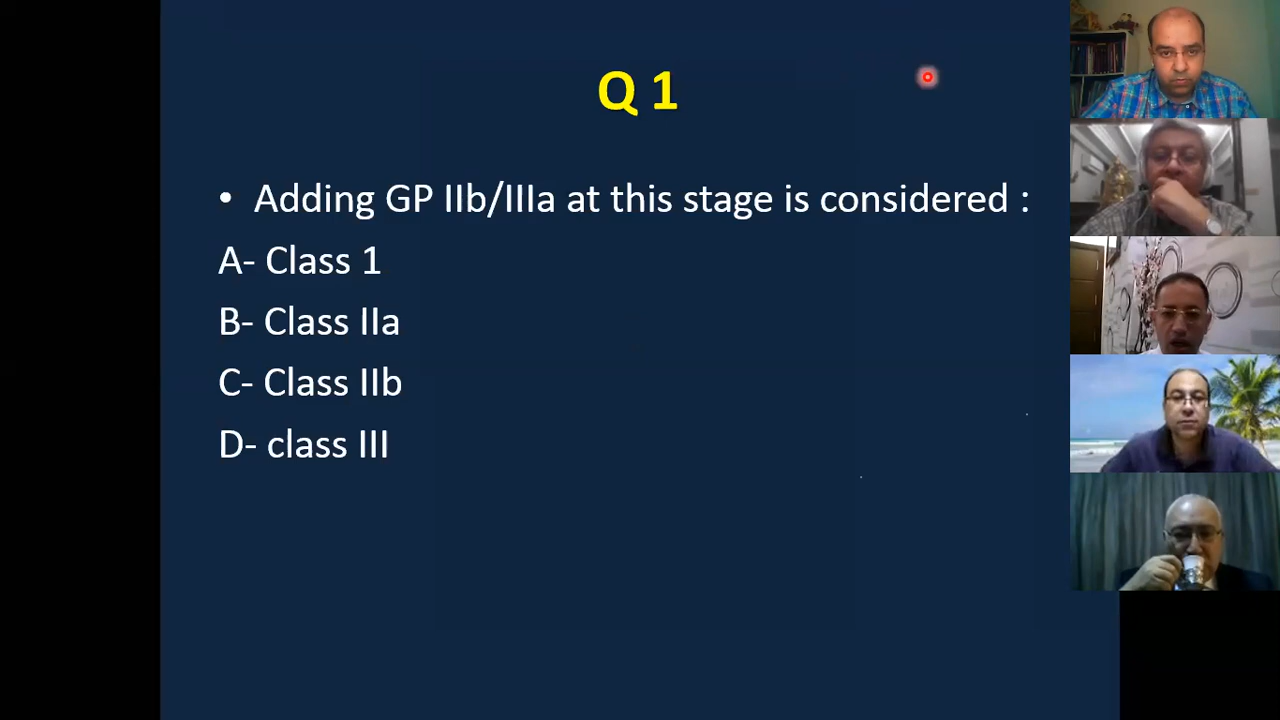 Q 1
• Adding GP IIb/IIIa at this stage is considered :
A- Class 1
B- Class IIa
C- Class IIb
D- class III